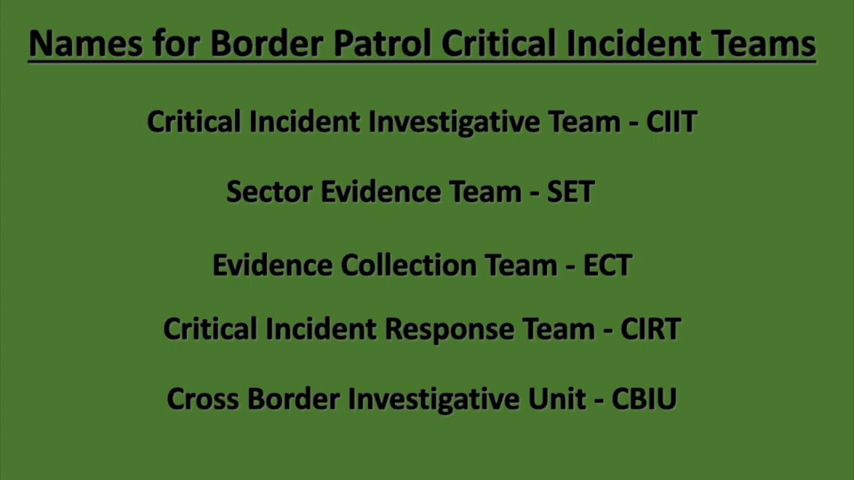 Names for Border Patrol Critical Incident Teams
Critical Incident Investigative Team - CIIT
Sector Evidence Team - SET
Evidence Collection Team - ECT
Critical Incident Response Team - CIRT
Cross Border Investigative Unit - CBIU